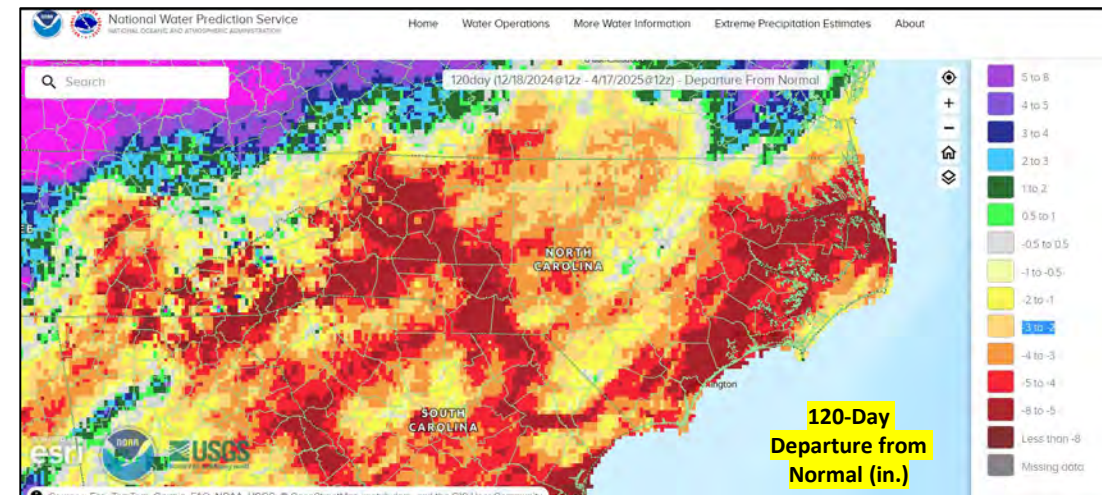 National Water Prediction Service
NATIONAL OCEANIC AND ATMOSPHERIC ADMINISTRATION
Home Water Operations More Water Information Extreme Precipitation Estimates About
Search
120day (12/18/2024@12z - 4/17/2025@12z) - Departure From Normal
5 to 8
4 to 5
3 to 4
2 to 3
1 to 2
0.5 to 1
-0.5 to 0.5
-1 to -0.5
-2 to -1
-3 to -2
-4 to -3
-5 to -4
-8 to -5
Less than -8
Missing data
NORTH
CAROLINA
SOUTH
CAROLINA
ngton
120-Day
Departure from
Normal (in.)
esri
NOAA
USGS